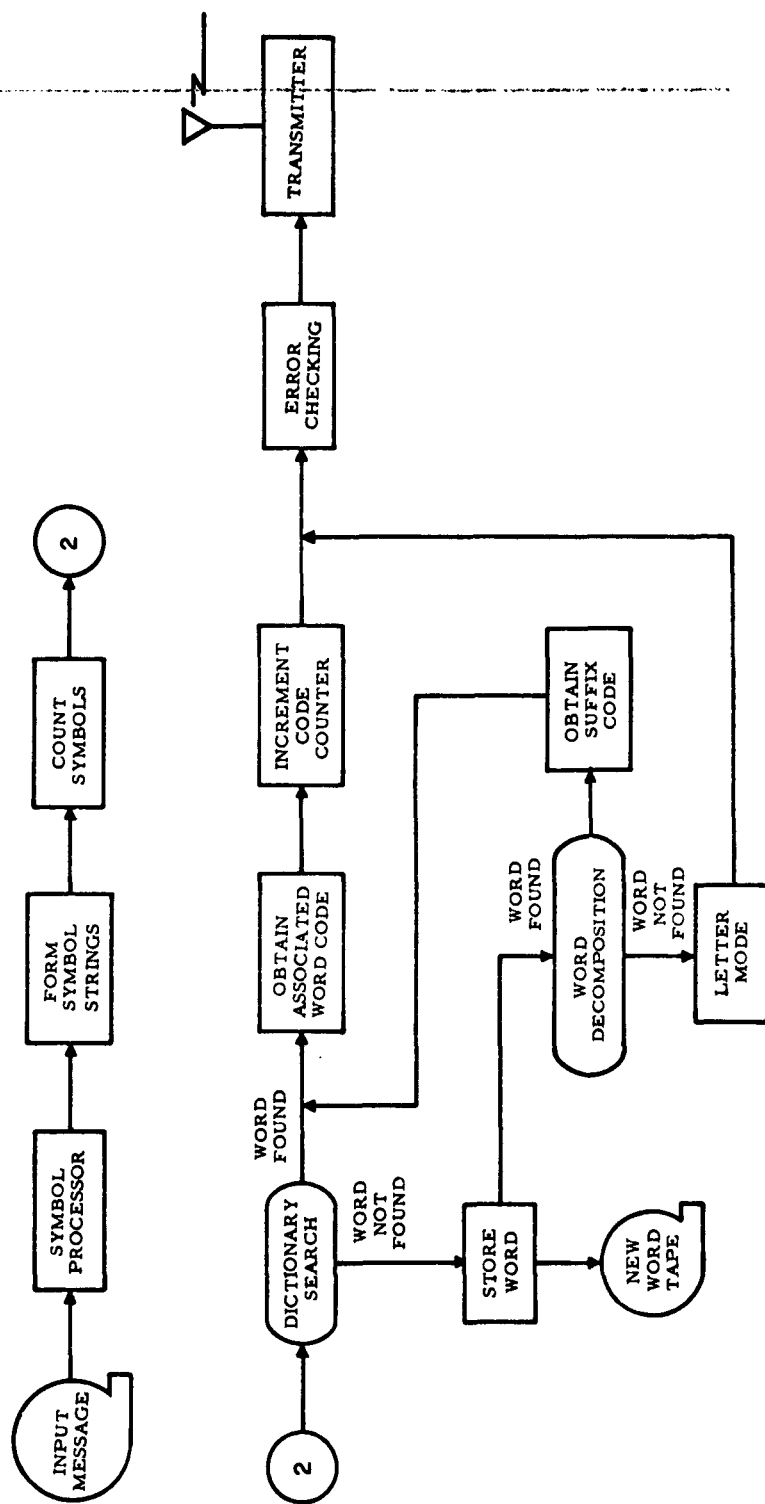 INPUT
MESSAGE
SYMBOL
PROCESSOR
FORM
SYMBOL
STRINGS
COUNT
SYMBOLS
2
2
DICTIONARY
SEARCH
WORD
FOUND
WORD
NOT
FOUND
OBTAIN
ASSOCIATED
WORD CODE
INCREMENT
CODE
COUNTER
ERROR
CHECKING
TRANSMITTER
STORE
WORD
NEW
WORD
TAPE
WORD
FOUND
WORD
DECOMPOSITION
WORD
NOT
FOUND
OBTAIN
SUFFIX
CODE
LETTER
MODE